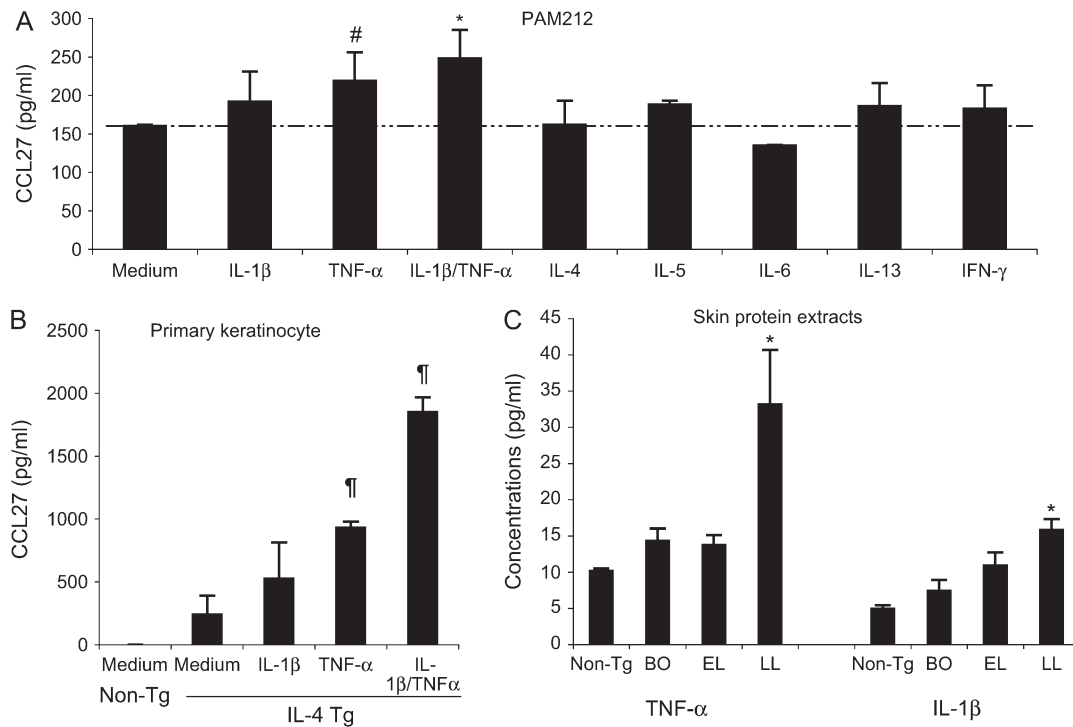 A
PAM212
CCL27 (pg/ml)
300
250
200
150
100
50
0
#
*
Medium IL-1β TNF-α IL-1β/TNF-α IL-4 IL-5 IL-6 IL-13 IFN-γ
B
Primary keratinocyte
CCL27 (pg/ml)
2500
2000
1500
1000
500
0
¶
¶
Medium Medium IL-1β TNF-α IL-
1β/TNFα
Non-Tg
IL-4 Tg
C
Skin protein extracts
Concentrations (pg/ml)
45
40
35
30
25
20
15
10
5
0
*
*
Non-Tg BO EL LL Non-Tg BO EL LL
TNF-α IL-1β